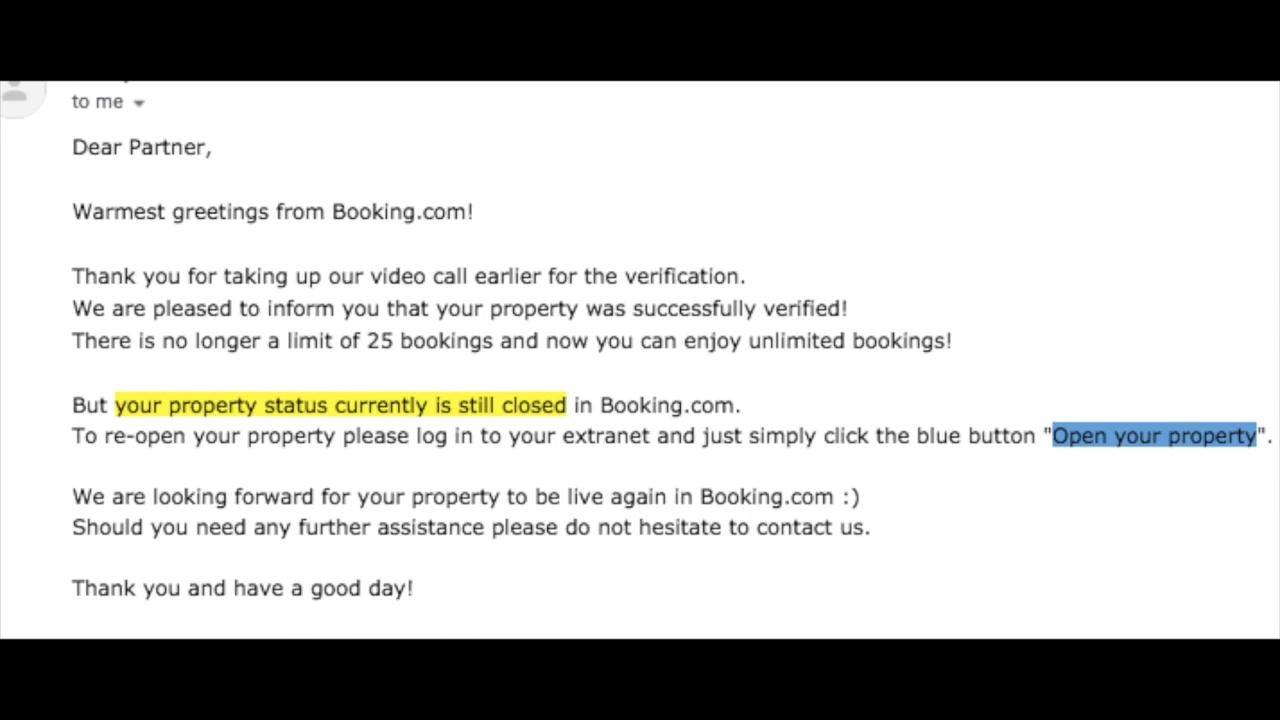 to me
Dear Partner,
Warmest greetings from Booking.com!
Thank you for taking up our video call earlier for the verification.
We are pleased to inform you that your property was successfully verified!
There is no longer a limit of 25 bookings and now you can enjoy unlimited bookings!
But your property status currently is still closed in Booking.com.
To re-open your property please log in to your extranet and just simply click the blue button "Open your property".
We are looking forward for your property to be live again in Booking.com :)
Should you need any further assistance please do not hesitate to contact us.
Thank you and have a good day!